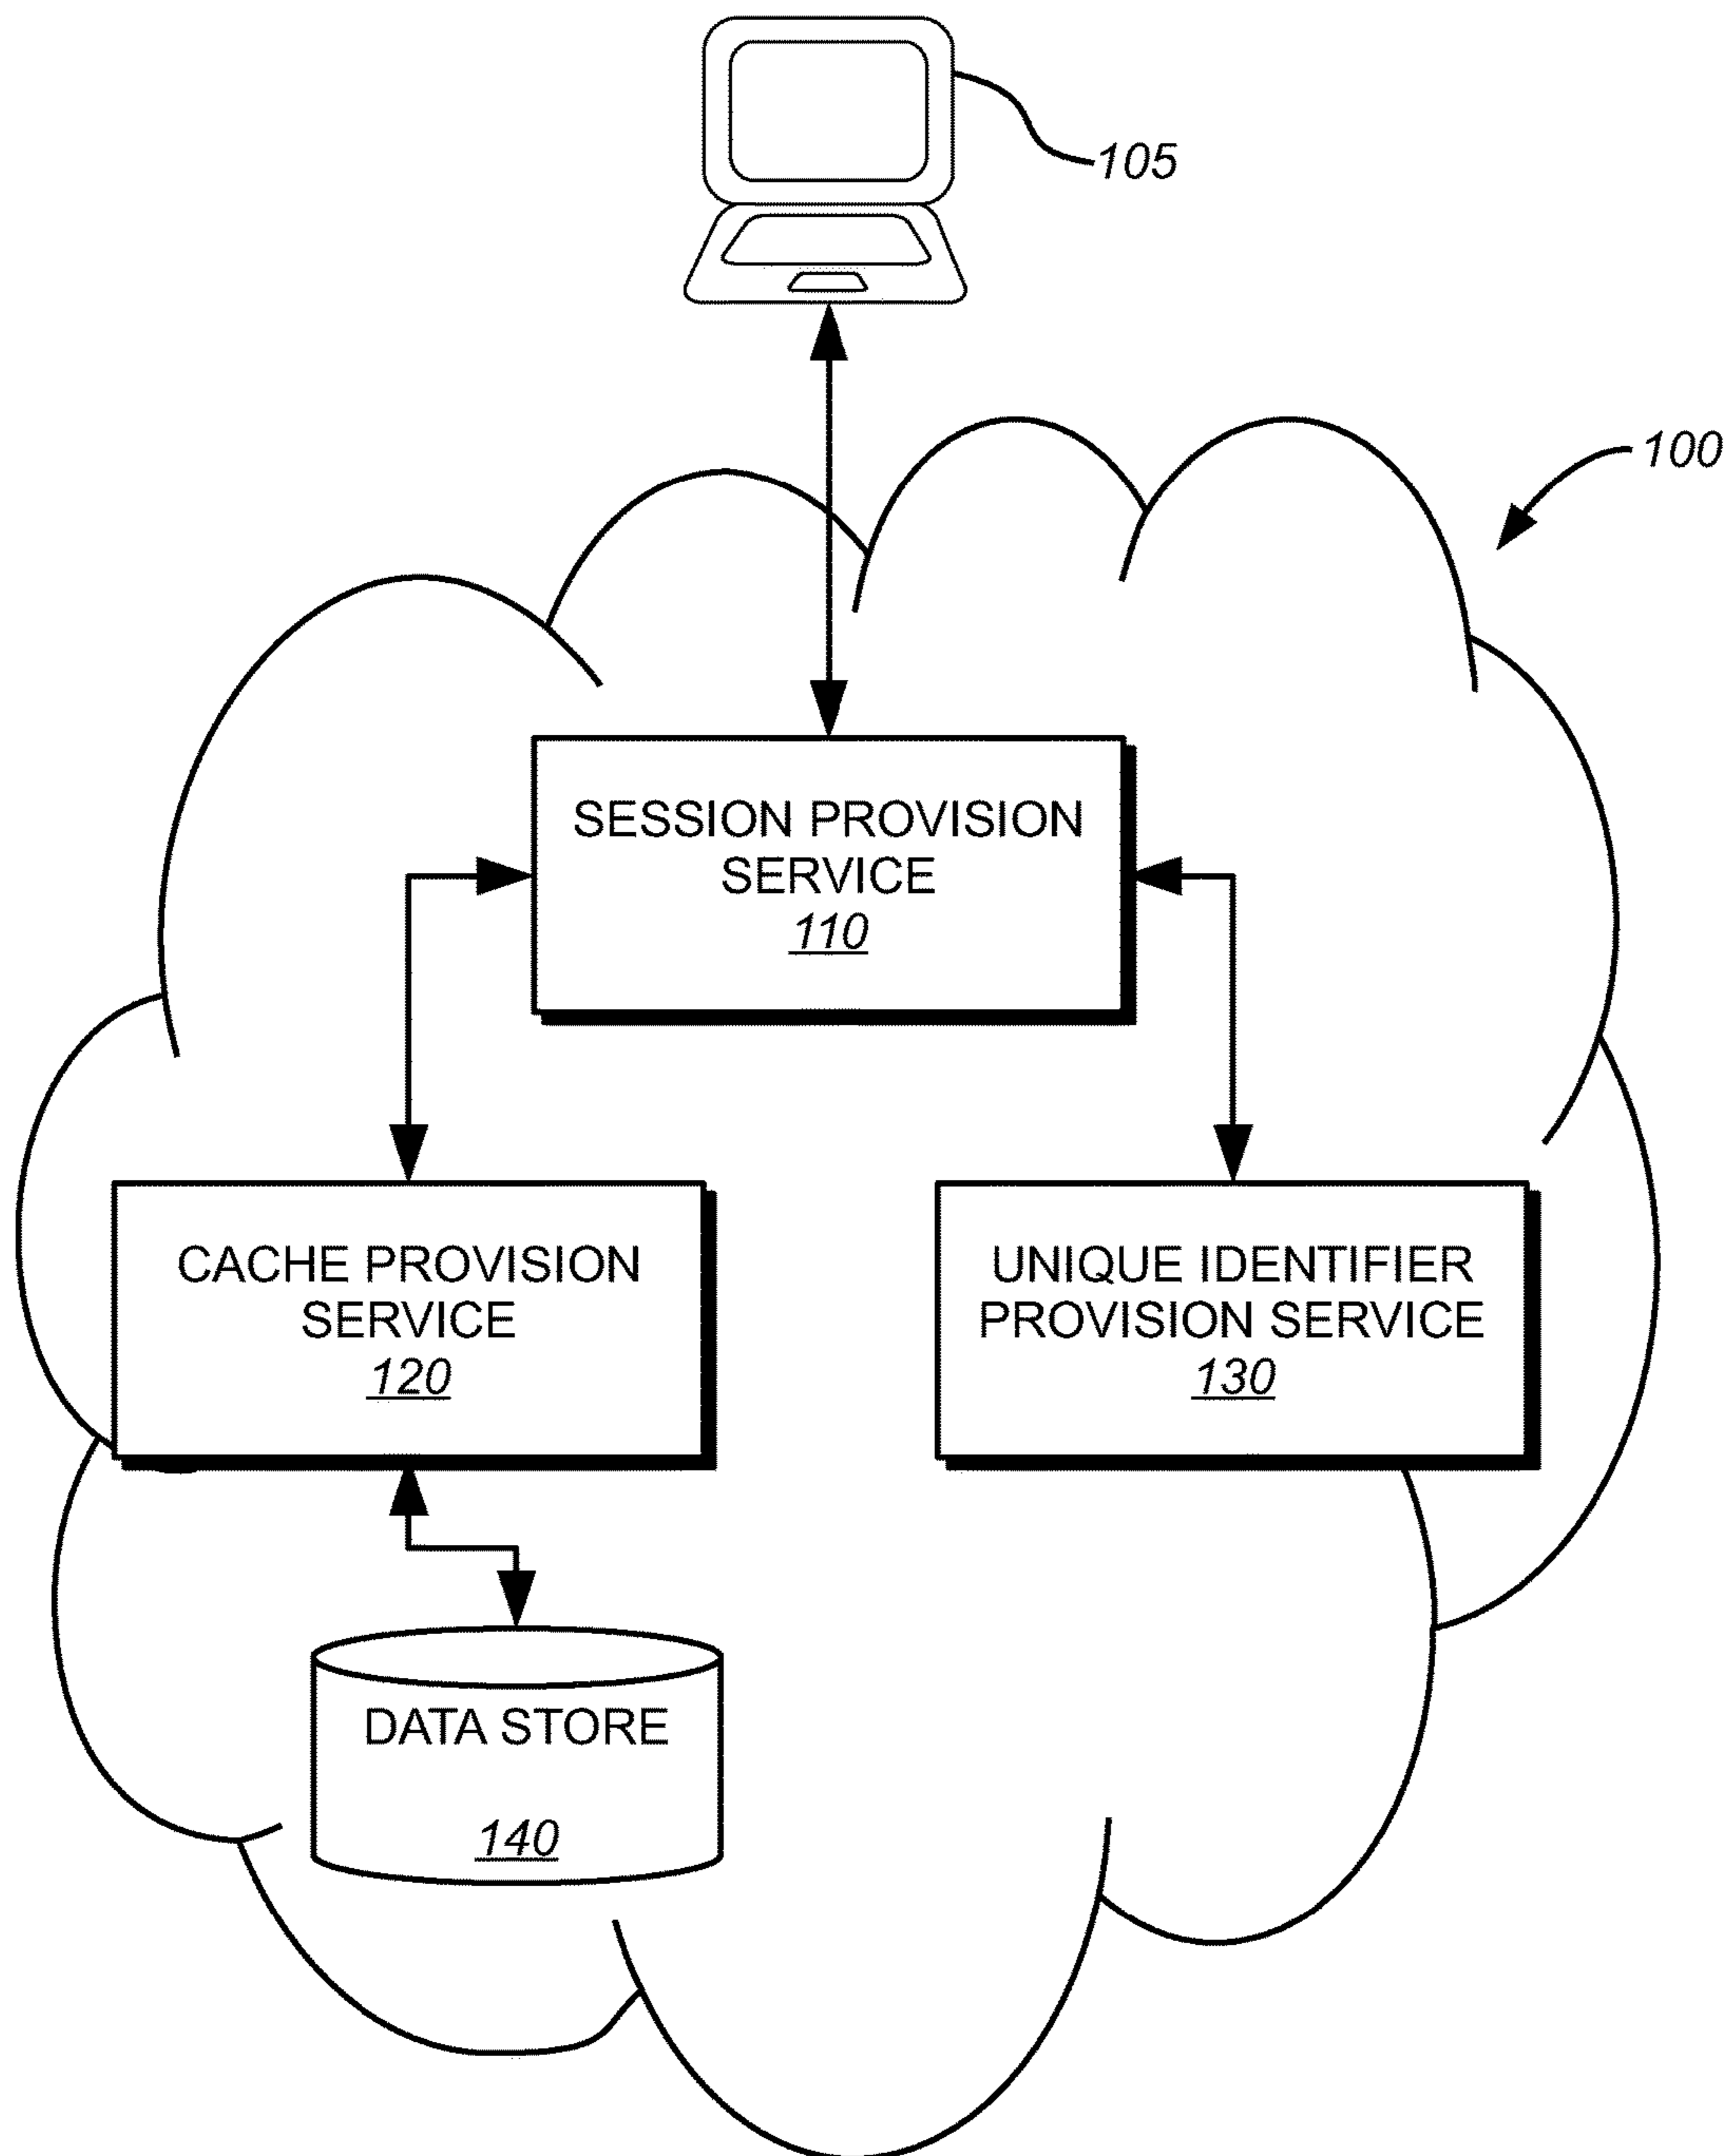 105
100
SESSION PROVISION
SERVICE
110
CACHE PROVISION
SERVICE
120
UNIQUE IDENTIFIER
PROVISION SERVICE
130
DATA STORE
140